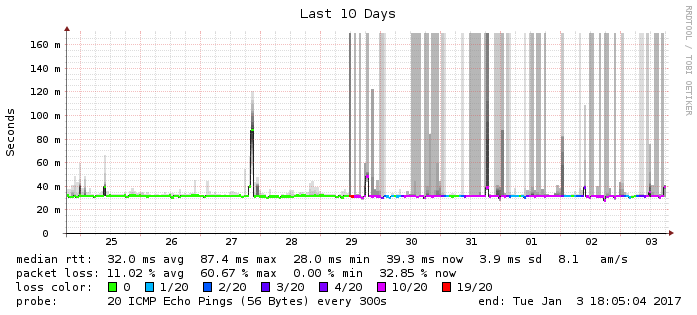 Last 10 Days
RRDTOOL / TOBI OETIKER
Seconds
160 m
140 m
120 m
100 m
80 m
60 m
40 m
20 m
0
25 26 27 28 29 30 31 01 02 03
median rtt: 32.0 ms avg 87.4 ms max 28.0 ms min 39.3 ms now 3.9 ms sd 8.1 am/s
packet loss: 11.02 % avg 60.67 % max 0.00 % min 32.85 % now
loss color: 0 1/20 2/20 3/20 4/20 10/20 19/20
probe: 20 ICMP Echo Pings (56 Bytes) every 300s end: Tue Jan 3 18:05:04 2017